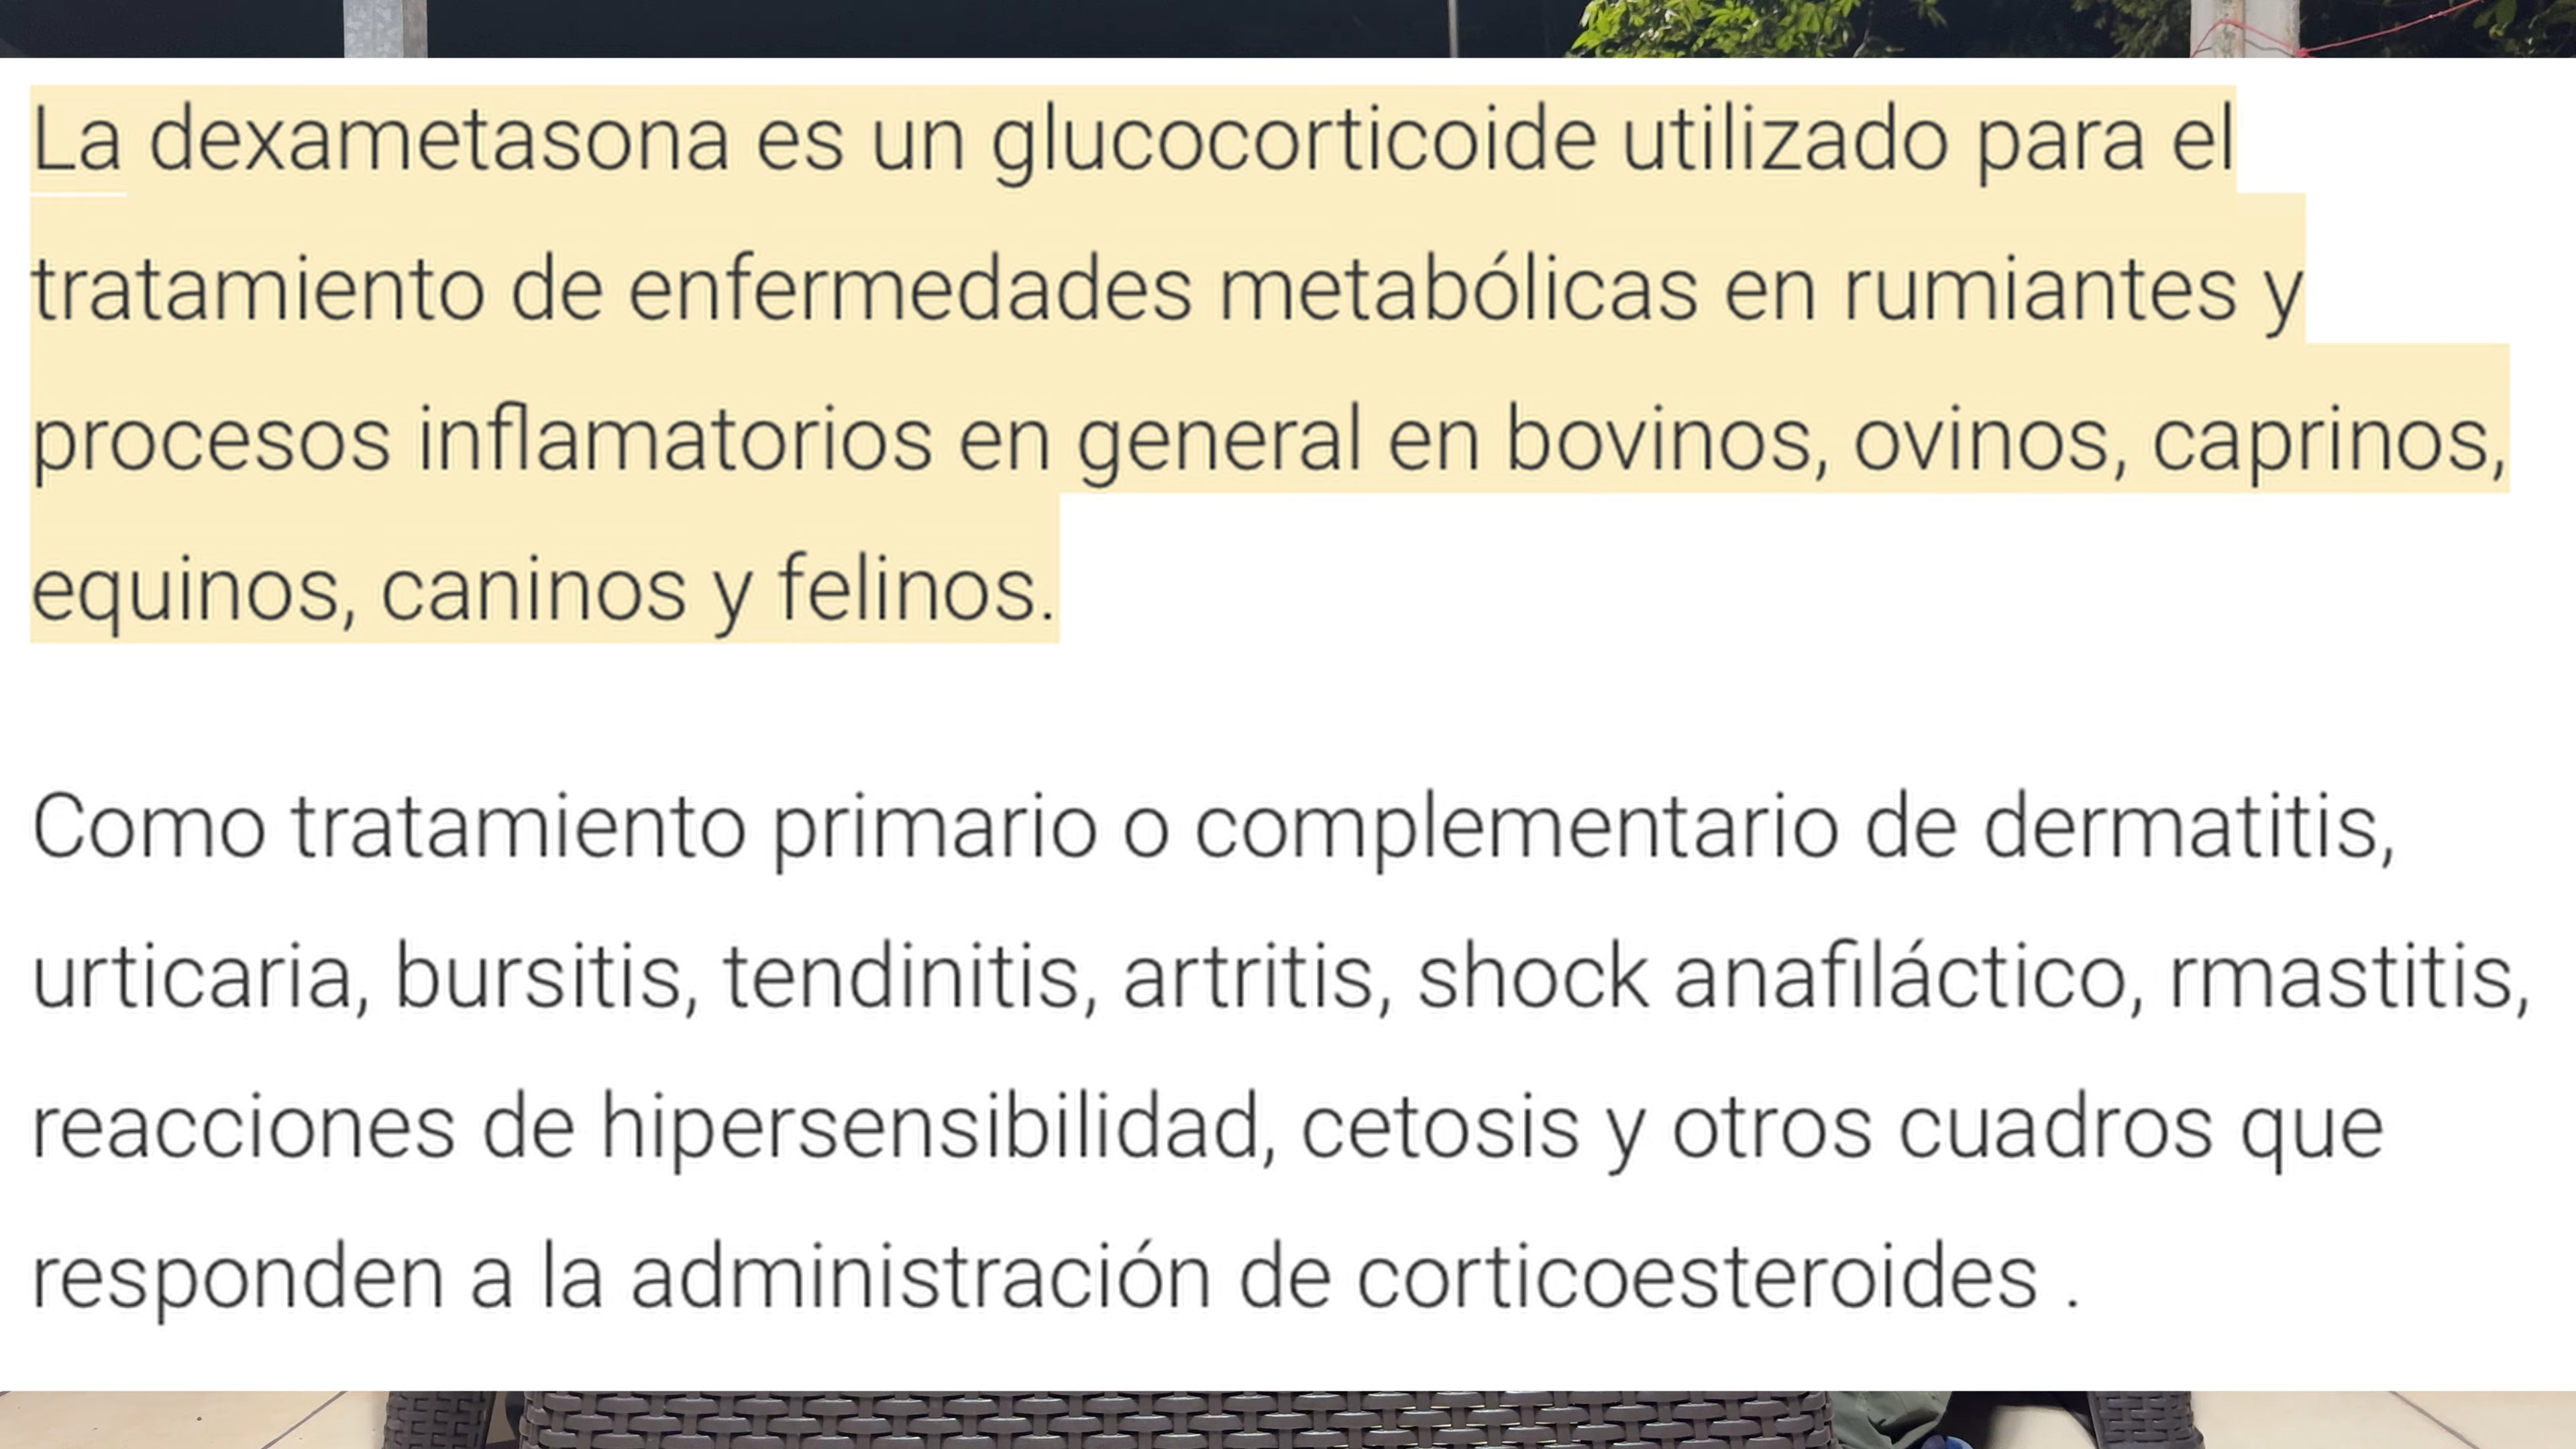 La dexametasona es un glucocorticoide utilizado para el
tratamiento de enfermedades metabólicas en rumiantes y
procesos inflamatorios en general en bovinos, ovinos, caprinos,
equinos, caninos y felinos.
Como tratamiento primario o complementario de dermatitis,
urticaria, bursitis, tendinitis, artritis, shock anafiláctico, rmastitis,
reacciones de hipersensibilidad, cetosis y otros cuadros que
responden a la administración de corticoesteroides .